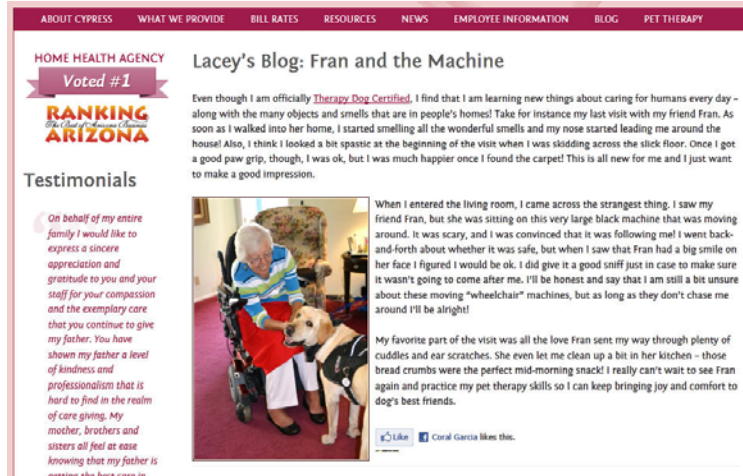 ABOUT CYPRESS WHAT WE PROVIDE BILL RATES RESOURCES NEWS EMPLOYEE INFORMATION BLOG PET THERAPY
HOME HEALTH AGENCY
Voted #1
RANKING
The Best of Arizona Business
ARIZONA
Testimonials
On behalf of my entire
family I would like to
express a sincere
appreciation and
gratitude to you and your
staff for your compassion
and the exemplary care
that you continue to give
my father. You have
shown my father a level
of kindness and
professionalism that is
hard to find in the realm
of care giving. My
mother, brothers and
sisters all feel at ease
knowing that my father is
getting the best care in
Lacey's Blog: Fran and the Machine
Even though I am officially Therapy Dog Certified, I find that I am learning new things about caring for humans every day –
along with the many objects and smells that are in people's homes! Take for instance my last visit with my friend Fran. As
soon as I walked into her home, I started smelling all the wonderful smells and my nose started leading me around the
house! Also, I think I looked a bit spastic at the beginning of the visit when I was skidding across the slick floor. Once I got
a good paw grip, though, I was ok, but I was much happier once I found the carpet! This is all new for me and I just want
to make a good impression.
When I entered the living room, I came across the strangest thing. I saw my
friend Fran, but she was sitting on this very large black machine that was moving
around. It was scary, and I was convinced that it was following me! I went back-
and-forth about whether it was safe, but when I saw that Fran had a big smile on
her face I figured I would be ok. I did give it a good sniff just in case to make sure
it wasn't going to come after me. I'll be honest and say that I am still a bit unsure
about these moving "wheelchair" machines, but as long as they don't chase me
around I'll be alright!
My favorite part of the visit was all the love Fran sent my way through plenty of
cuddles and ear scratches. She even let me clean up a bit in her kitchen – those
bread crumbs were the perfect mid-morning snack! I really can't wait to see Fran
again and practice my pet therapy skills so I can keep bringing joy and comfort to
dog's best friends.
Like Coral Garcia likes this.